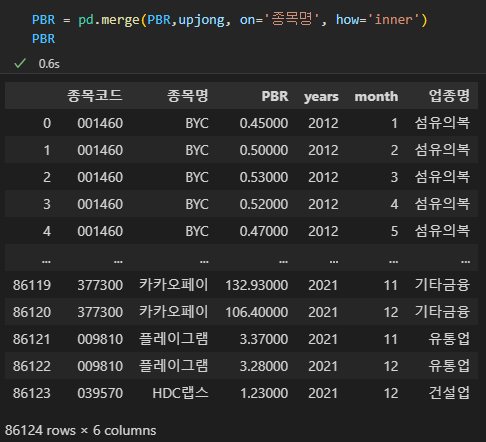 PBR = pd.merge(PBR,upjong, on='종목명', how='inner')
PBR
0.6s
종목코드 종목명 PBR years month 업종명
0 001460 BYC 0.45000 2012 1 섬유의복
1 001460 BYC 0.50000 2012 2 섬유의복
2 001460 BYC 0.53000 2012 3 섬유의복
3 001460 BYC 0.52000 2012 4 섬유의복
4 001460 BYC 0.47000 2012 5 섬유의복
... ... ... ... ... ... ...
86119 377300 카카오페이 132.93000 2021 11 기타금융
86120 377300 카카오페이 106.40000 2021 12 기타금융
86121 009810 플레이그램 3.37000 2021 11 유통업
86122 009810 플레이그램 3.28000 2021 12 유통업
86123 039570 HDC랩스 1.23000 2021 12 건설업
86124 rows × 6 columns